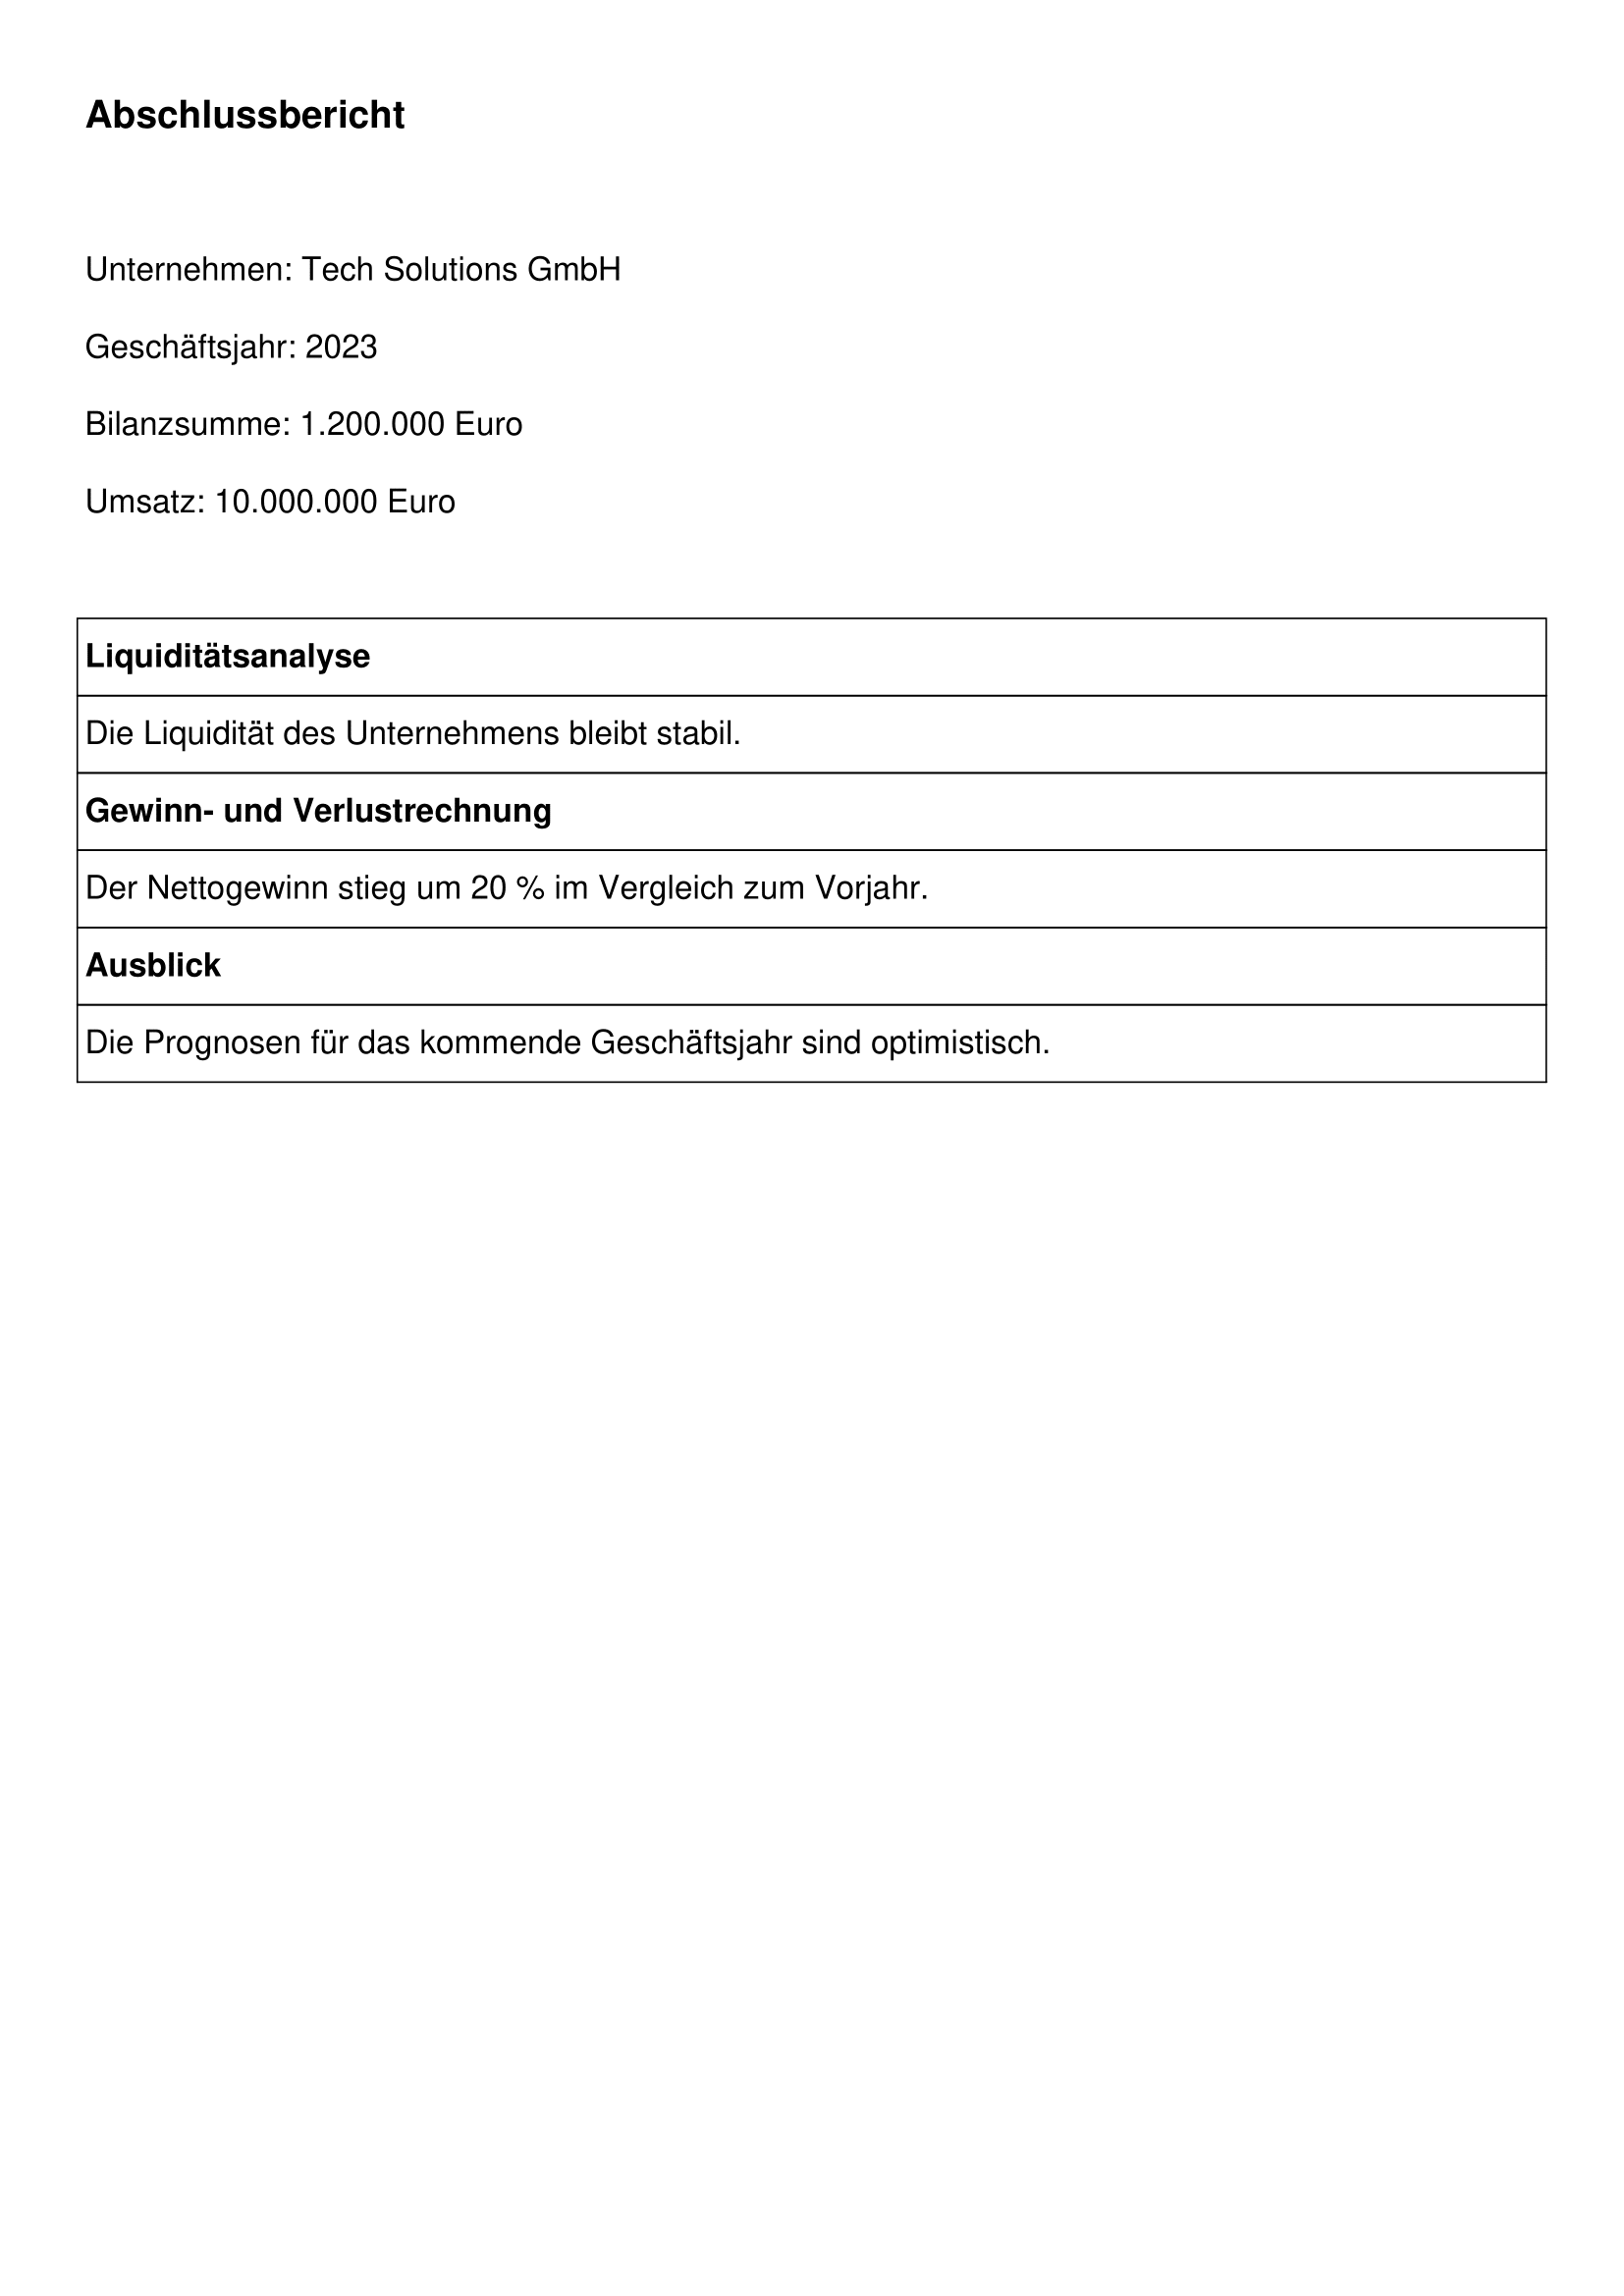 Abschlussbericht
Unternehmen: Tech Solutions GmbH
Geschäftsjahr: 2023
Bilanzsumme: 1.200.000 Euro
Umsatz: 10.000.000 Euro
Liquiditätsanalyse
Die Liquidität des Unternehmens bleibt stabil.
Gewinn- und Verlustrechnung
Der Nettogewinn stieg um 20 % im Vergleich zum Vorjahr.
Ausblick
Die Prognosen für das kommende Geschäftsjahr sind optimistisch.